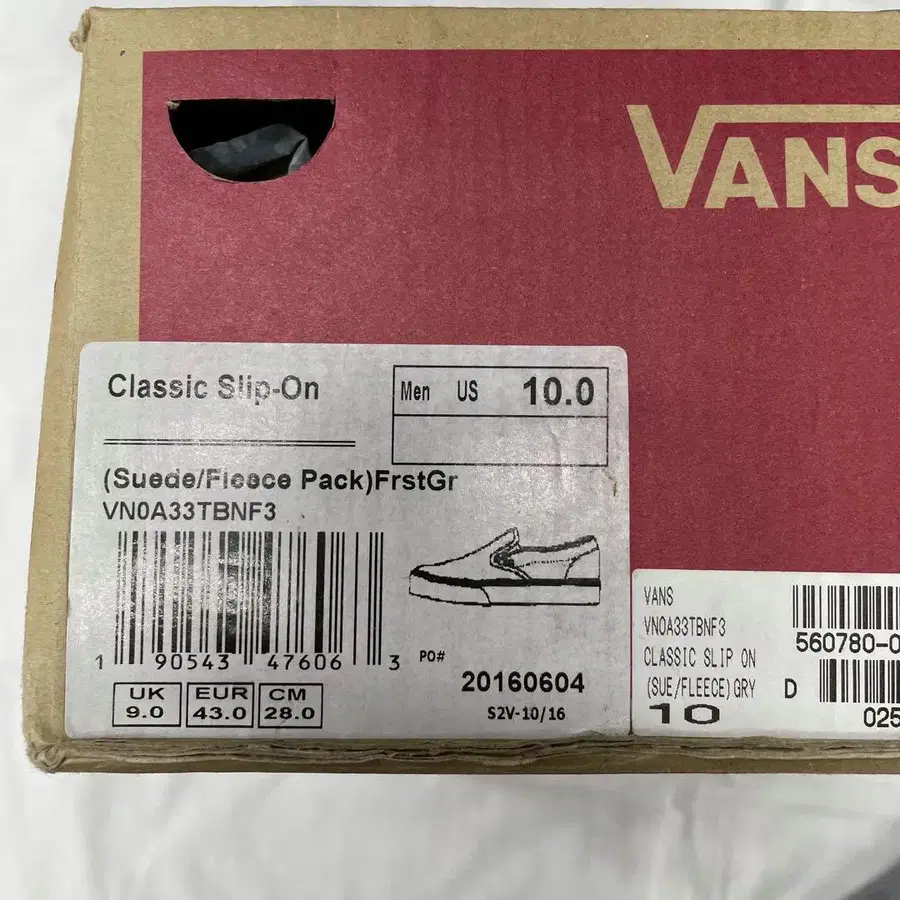 VANS
Classic Slip-On
Men US 10.0
(Suede/Fleece Pack)FrstGr
VN0A33TBNF3
1 90543 47606 3
PO#
20160604
S2V-10/16
UK 9.0
EUR 43.0
CM 28.0
VANS
VN0A33TBNF3
CLASSIC SLIP ON
(SUE/FLEECE)GRY
10
D
560780-0
025